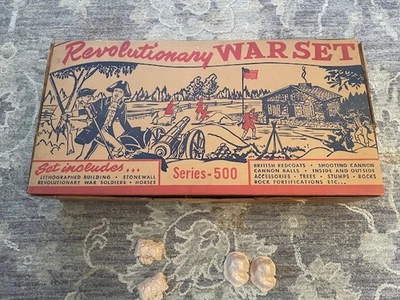 Revolutionary WAR SET
Set includes...
LITHOGRAPHED BUILDING • STONEWALL
REVOLUTIONARY WAR SOLDIERS • HORSES
Series-500
BRITISH REDCOATS • SHOOTING CANNON
CANNON BALLS • INSIDE AND OUTSIDE
ACCESSORIES • TREES • STUMPS • ROCKS
ROCK FORTIFICATIONS ETC...